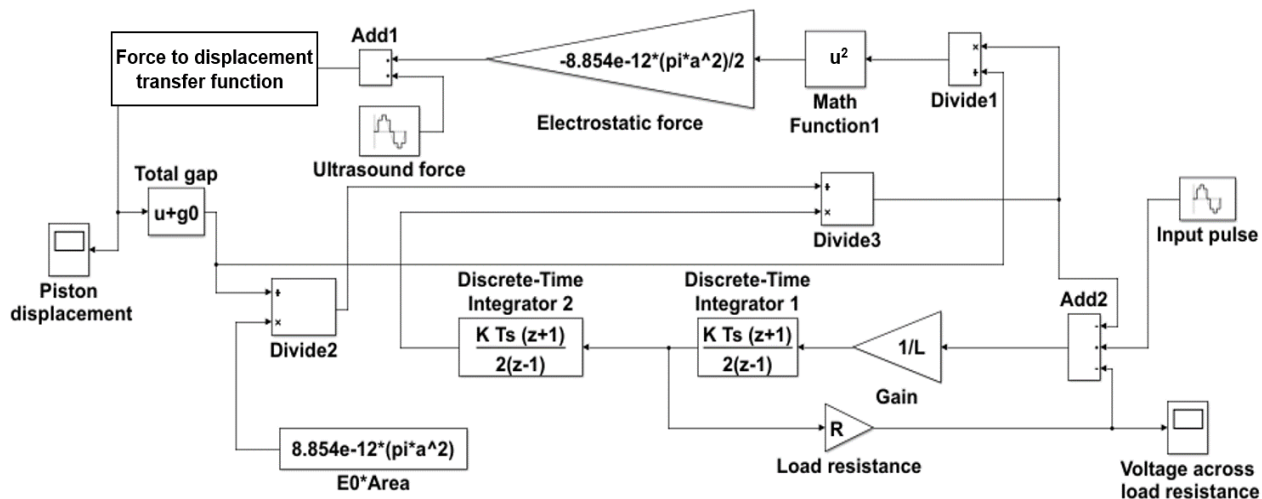 Force to displacement
transfer function
Add1
-8.854e-12*(pi*a^2)/2
Electrostatic force
u²
Math
Function1
×
÷
Divide1
Ultrasound force
Total gap
u+g0
Piston
displacement
÷
×
Divide2
÷
×
Divide3
Input pulse
Discrete-Time
Integrator 2
K Ts (z+1)
2(z-1)
Discrete-Time
Integrator 1
K Ts (z+1)
2(z-1)
1/L
Gain
Add2
8.854e-12*(pi*a^2)
E0*Area
R
Load resistance
Voltage across
load resistance